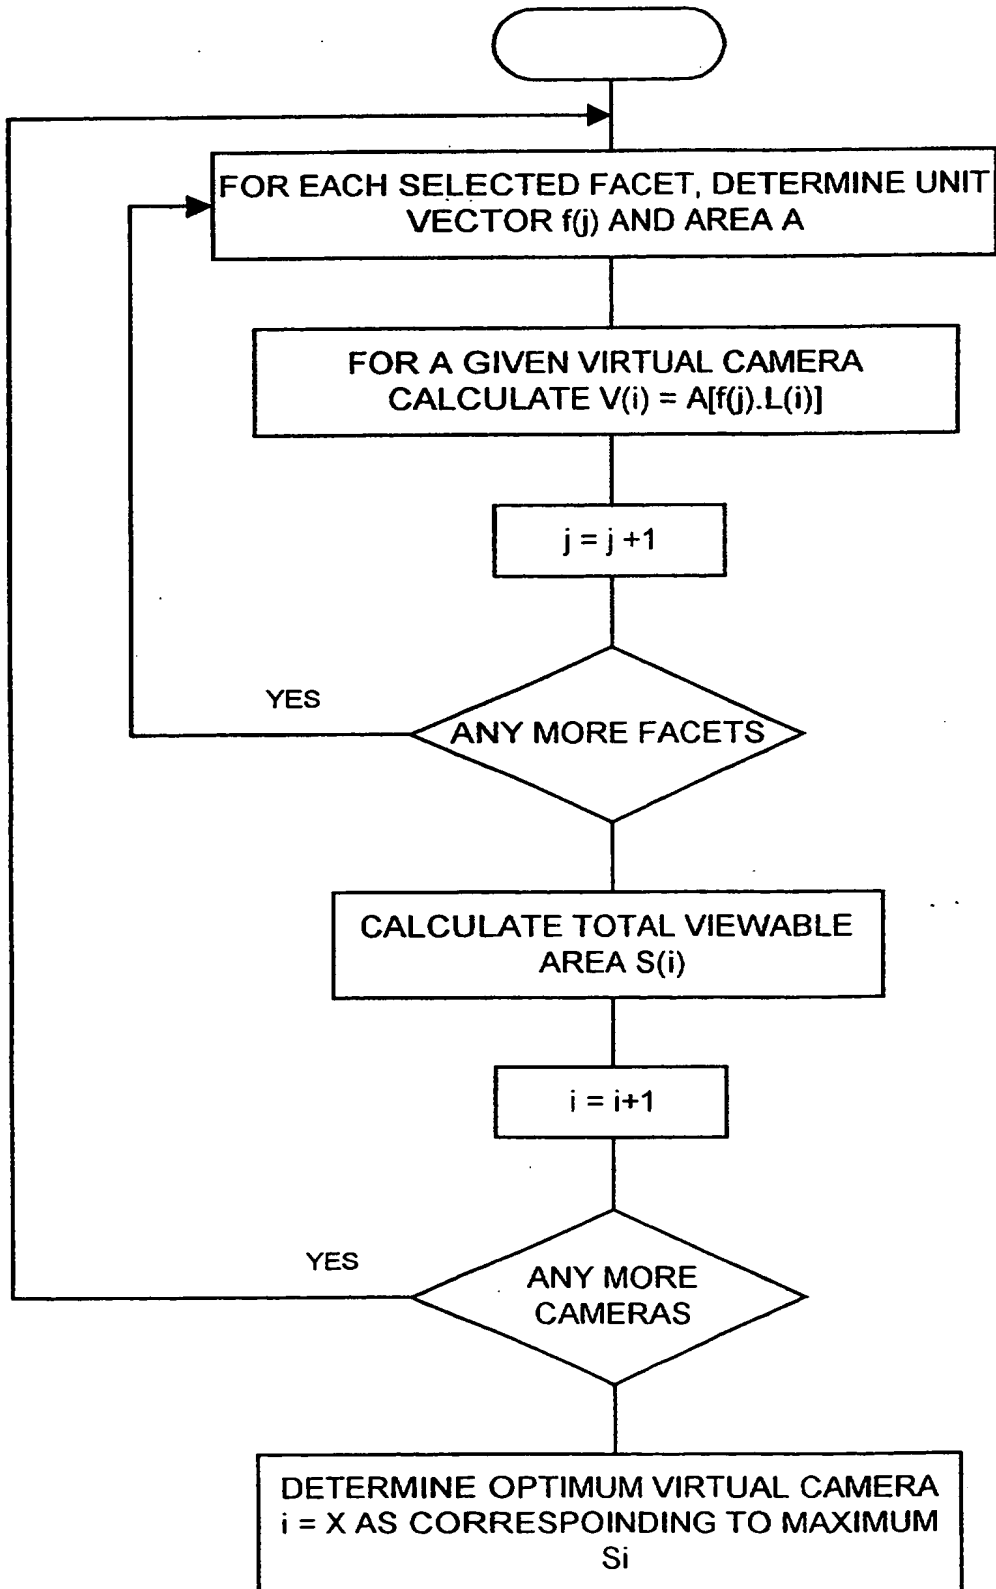 FOR EACH SELECTED FACET, DETERMINE UNIT
VECTOR f(j) AND AREA A
FOR A GIVEN VIRTUAL CAMERA
CALCULATE V(i) = A[f(j).L(i)]
j = j +1
YES
ANY MORE FACETS
CALCULATE TOTAL VIEWABLE
AREA S(i)
i = i+1
YES
ANY MORE
CAMERAS
DETERMINE OPTIMUM VIRTUAL CAMERA
i = X AS CORRESPOINDING TO MAXIMUM
Si